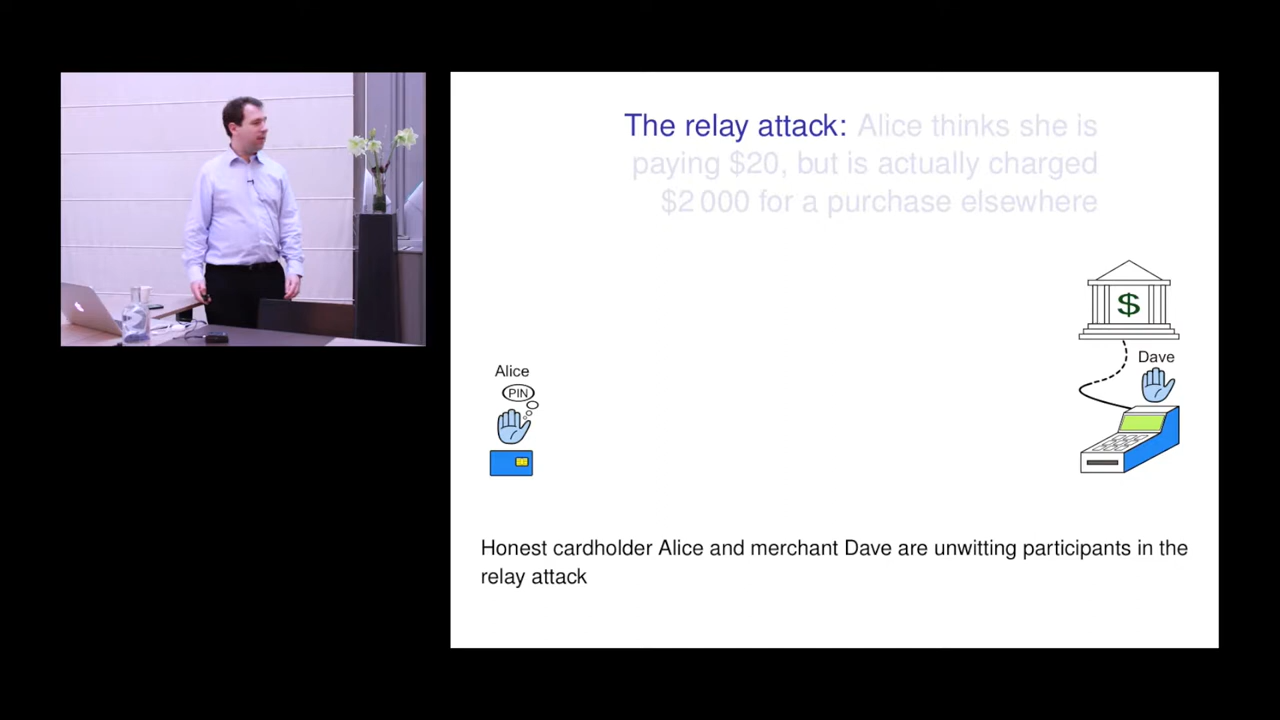 The relay attack: Alice thinks she is
paying $20, but is actually charged
$2 000 for a purchase elsewhere
$
Dave
Alice
PIN
Honest cardholder Alice and merchant Dave are unwitting participants in the
relay attack